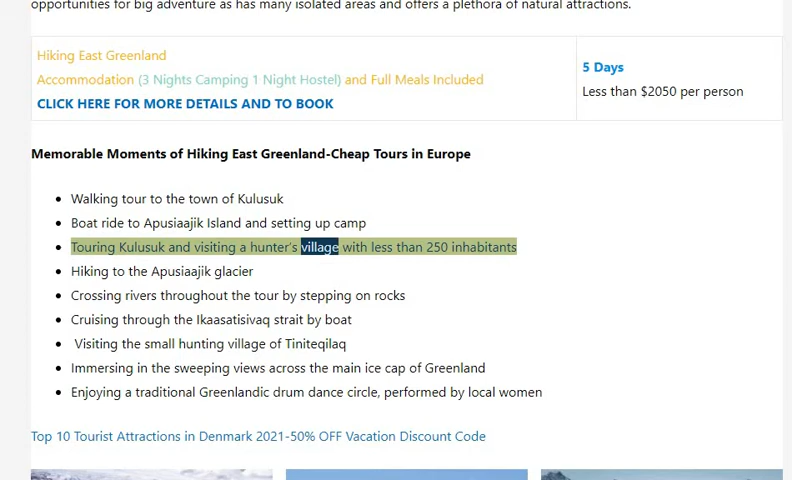 opportunities for big adventure as has many isolated areas and offers a plethora of natural attractions.
Hiking East Greenland
Accommodation (3 Nights Camping 1 Night Hostel) and Full Meals Included
CLICK HERE FOR MORE DETAILS AND TO BOOK
5 Days
Less than $2050 per person
Memorable Moments of Hiking East Greenland-Cheap Tours in Europe
Walking tour to the town of Kulusuk
Boat ride to Apusiaajik Island and setting up camp
Touring Kulusuk and visiting a hunter's village with less than 250 inhabitants
Hiking to the Apusiaajik glacier
Crossing rivers throughout the tour by stepping on rocks
Cruising through the Ikaasatisivaq strait by boat
Visiting the small hunting village of Tiniteqilaq
Immersing in the sweeping views across the main ice cap of Greenland
Enjoying a traditional Greenlandic drum dance circle, performed by local women
Top 10 Tourist Attractions in Denmark 2021-50% OFF Vacation Discount Code